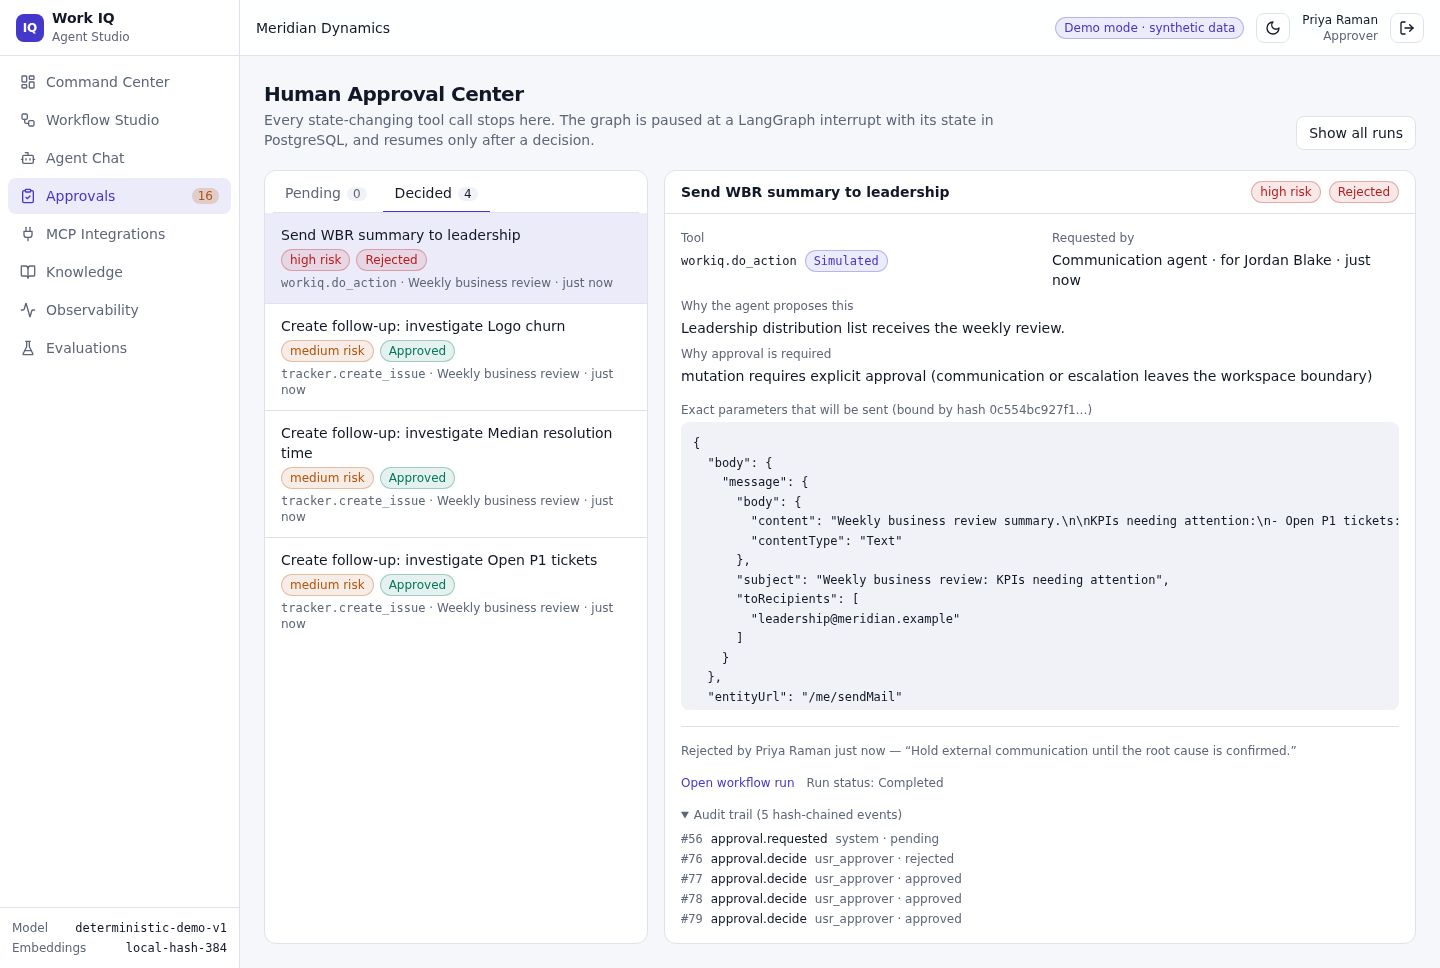 IQ
Work IQ
Agent Studio
Meridian Dynamics
Demo mode · synthetic data
Priya Raman
Approver
Command Center
Workflow Studio
Agent Chat
Approvals
16
MCP Integrations
Knowledge
Observability
Evaluations
Human Approval Center
Every state-changing tool call stops here. The graph is paused at a LangGraph interrupt with its state in
PostgreSQL, and resumes only after a decision.
Show all runs
Pending 0
Decided 4
Send WBR summary to leadership
high risk
Rejected
workiq.do_action · Weekly business review · just now
Create follow-up: investigate Logo churn
medium risk
Approved
tracker.create_issue · Weekly business review · just
now
Create follow-up: investigate Median resolution
time
medium risk
Approved
tracker.create_issue · Weekly business review · just
now
Create follow-up: investigate Open P1 tickets
medium risk
Approved
tracker.create_issue · Weekly business review · just
now
Send WBR summary to leadership
high risk
Rejected
Tool
workiq.do_action
Simulated
Requested by
Communication agent · for Jordan Blake · just
now
Why the agent proposes this
Leadership distribution list receives the weekly review.
Why approval is required
mutation requires explicit approval (communication or escalation leaves the workspace boundary)
Exact parameters that will be sent (bound by hash 0c554bc927f1…)
{
"body": {
"message": {
"body": {
"content": "Weekly business review summary.\n\nKPIs needing attention:\n- Open P1 tickets:
"contentType": "Text"
},
"subject": "Weekly business review: KPIs needing attention",
"toRecipients": [
"leadership@meridian.example"
]
}
},
"entityUrl": "/me/sendMail"
Rejected by Priya Raman just now — “Hold external communication until the root cause is confirmed.”
Open workflow run
Run status: Completed
▼ Audit trail (5 hash-chained events)
#56 approval.requested system · pending
#76 approval.decide usr_approver · rejected
#77 approval.decide usr_approver · approved
#78 approval.decide usr_approver · approved
#79 approval.decide usr_approver · approved
Model deterministic-demo-v1
Embeddings local-hash-384